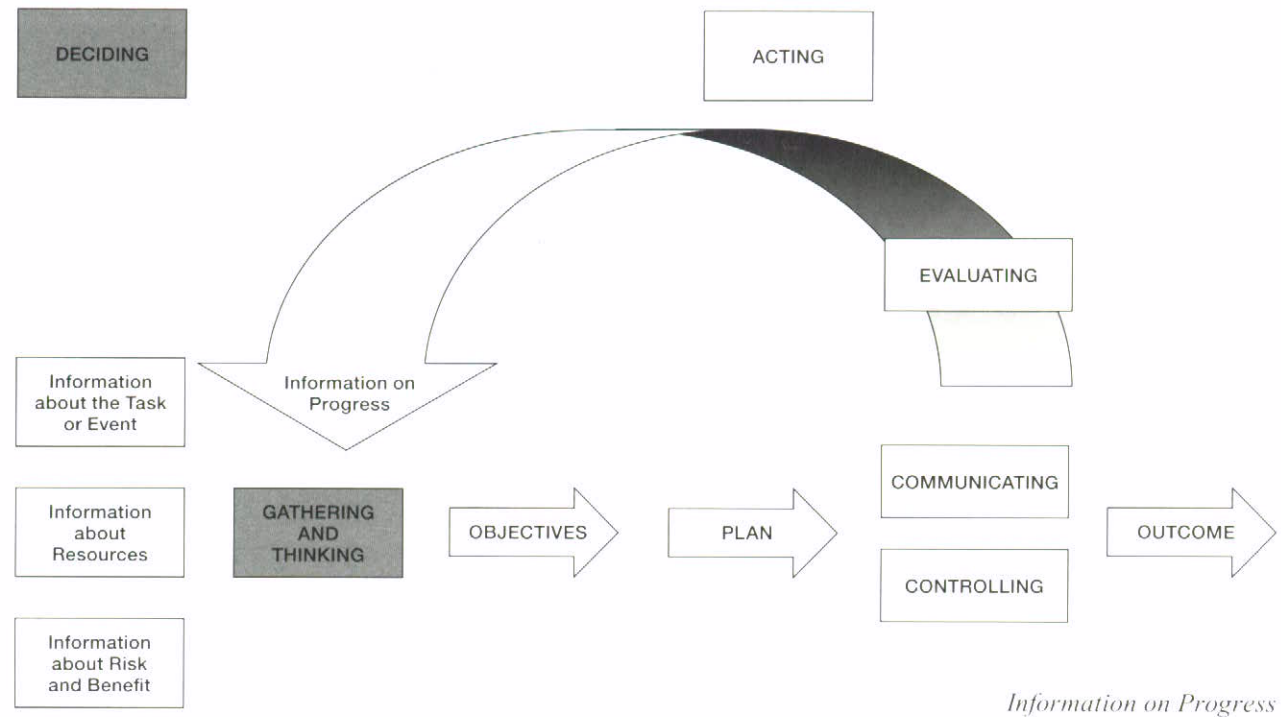 DECIDING
ACTING
EVALUATING
Information
about the Task
or Event
Information on
Progress
Information
about
Resources
GATHERING
AND
THINKING
OBJECTIVES
PLAN
COMMUNICATING
CONTROLLING
OUTCOME
Information
about Risk
and Benefit
Information on Progress